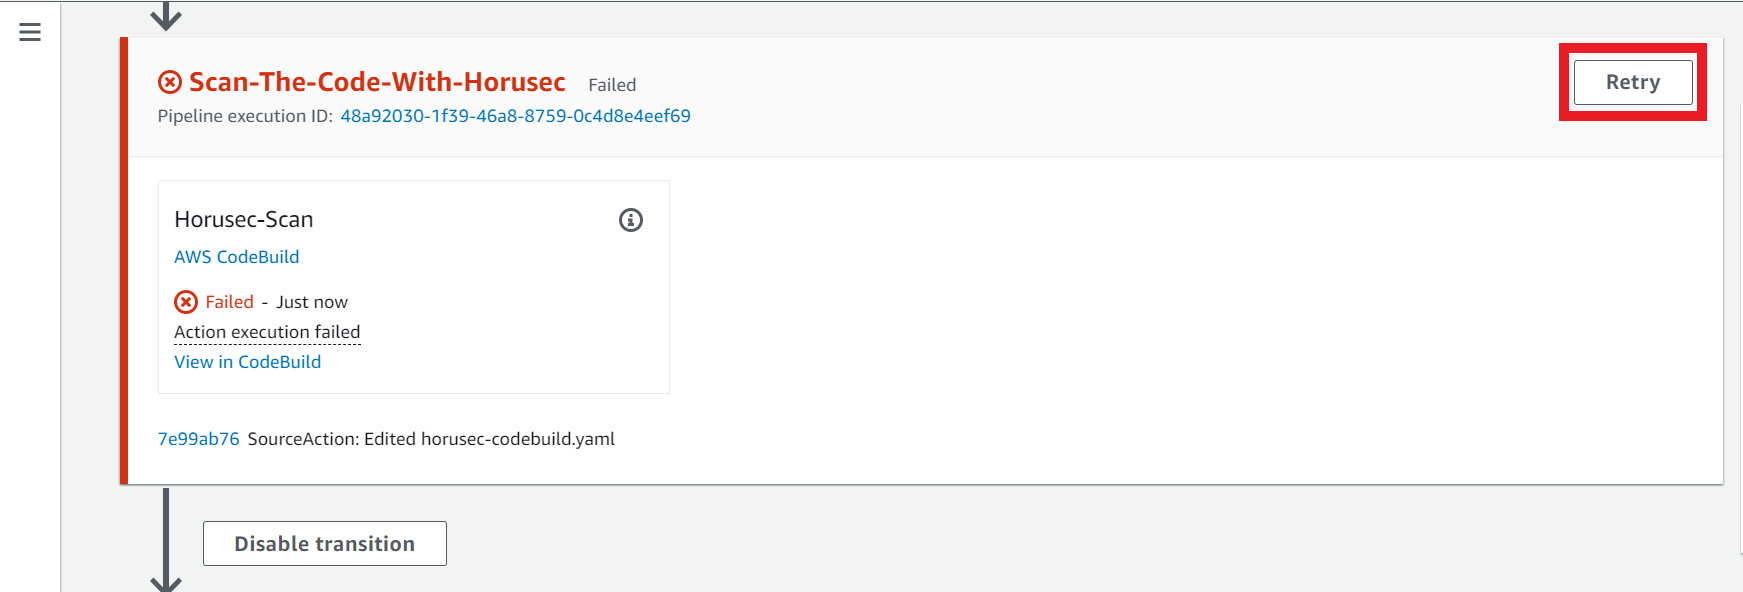 Scan-The-Code-With-Horusec Failed
Retry
Pipeline execution ID: 48a92030-1f39-46a8-8759-0c4d8e4eef69
Horusec-Scan
AWS CodeBuild
Failed - Just now
Action execution failed
View in CodeBuild
7e99ab76 SourceAction: Edited horusec-codebuild.yaml
Disable transition